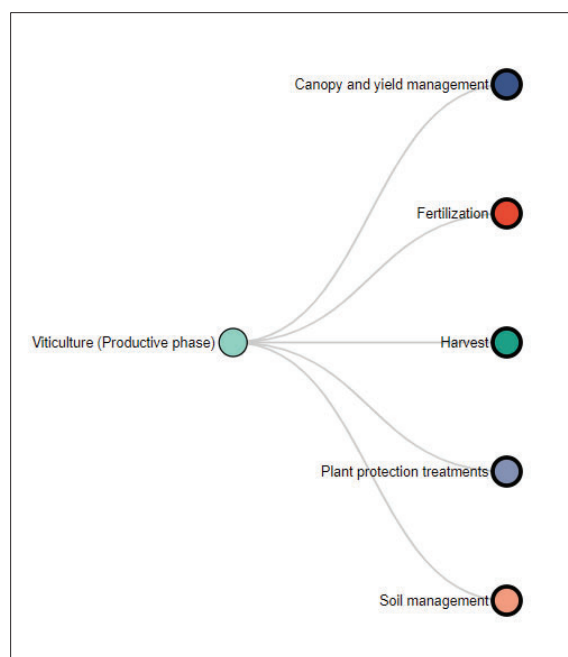 Canopy and yield management
Fertilization
Viticulture (Productive phase)
Harvest
Plant protection treatments
Soil management